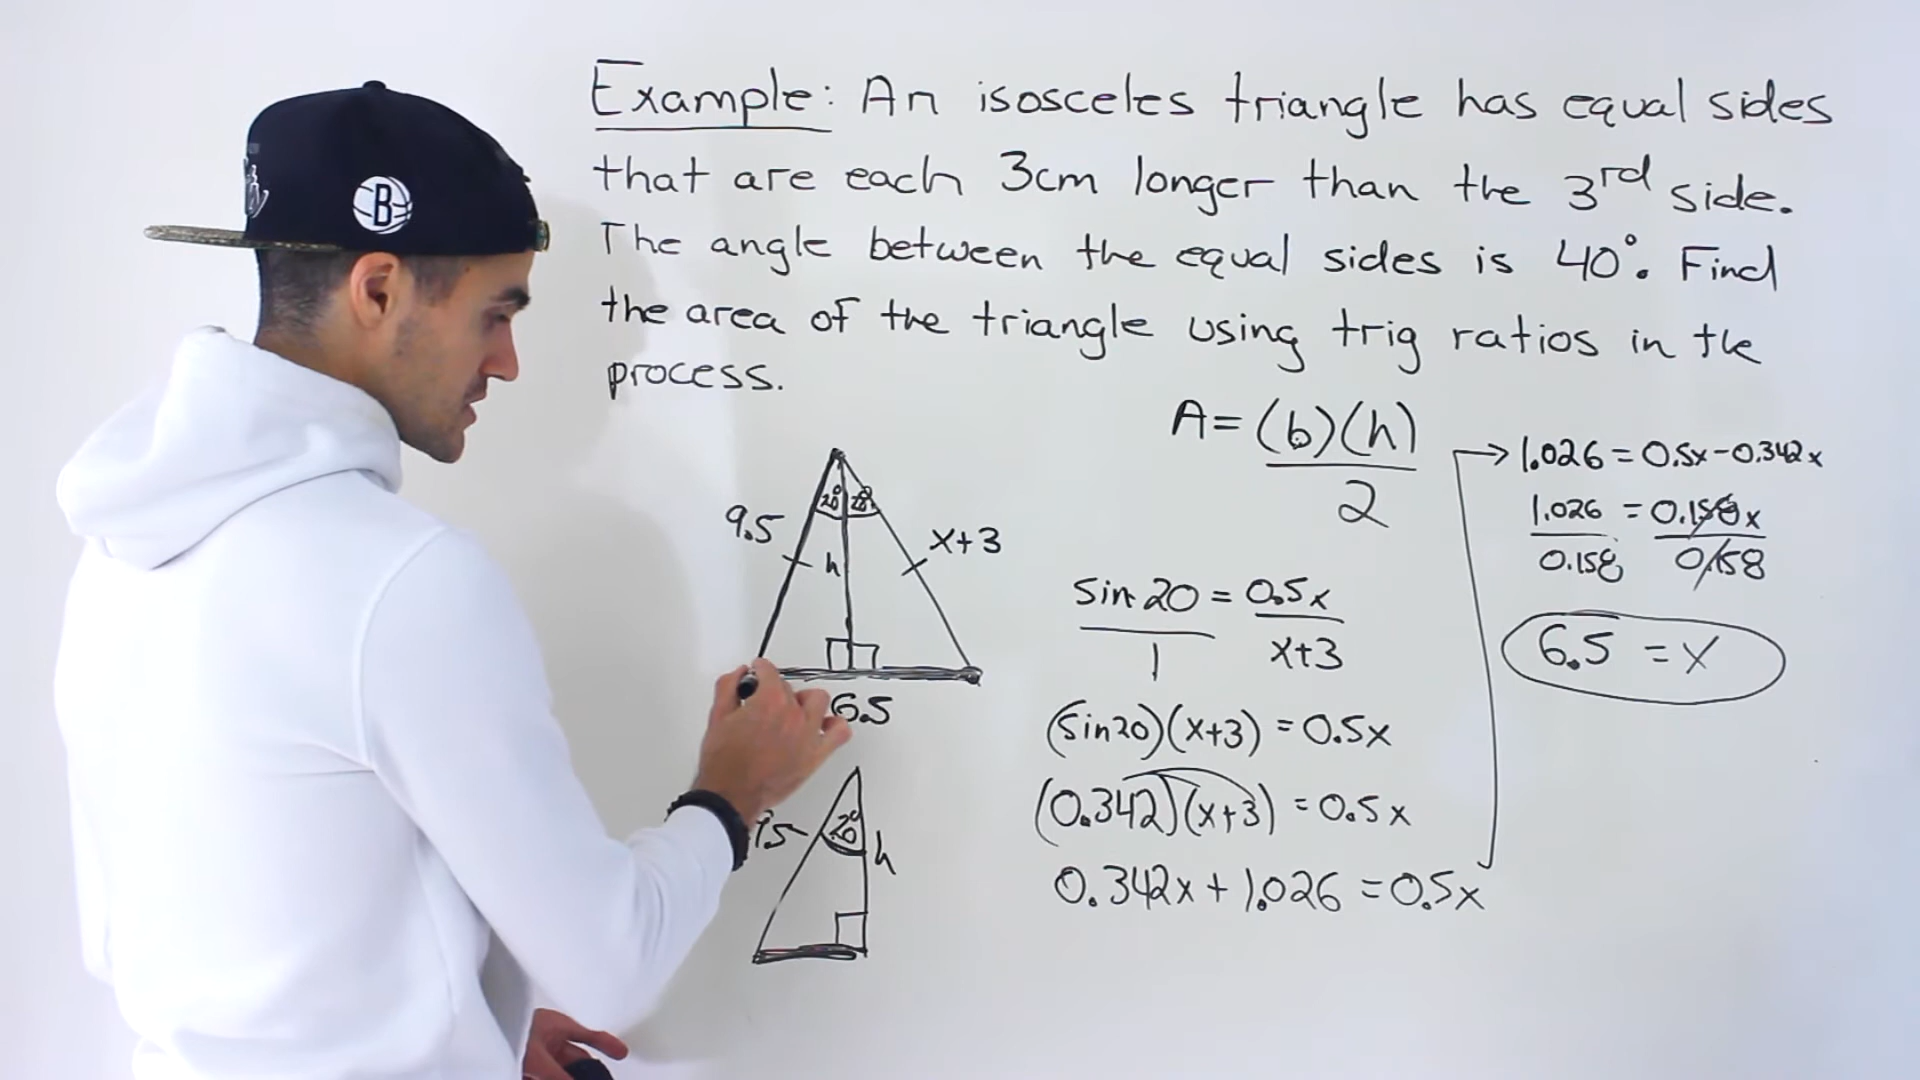 Example: An isosceles triangle has equal sides
that are each 3cm longer than the 3rd side.
The angle between the equal sides is 40°. Find
the area of the triangle using trig ratios in the
process.
A = (b)(h)
2
20° 20°
9.5
h
x+3
6.5
.5
20°
h
sin 20 = 0.5x
1 x+3
(sin20)(x+3) = 0.5x
(0.342)(x+3) = 0.5x
0.342x + 1.026 = 0.5x
→ 1.026 = 0.5x - 0.342x
1.026 = 0.158x
0.158 0.158
6.5 = x
B